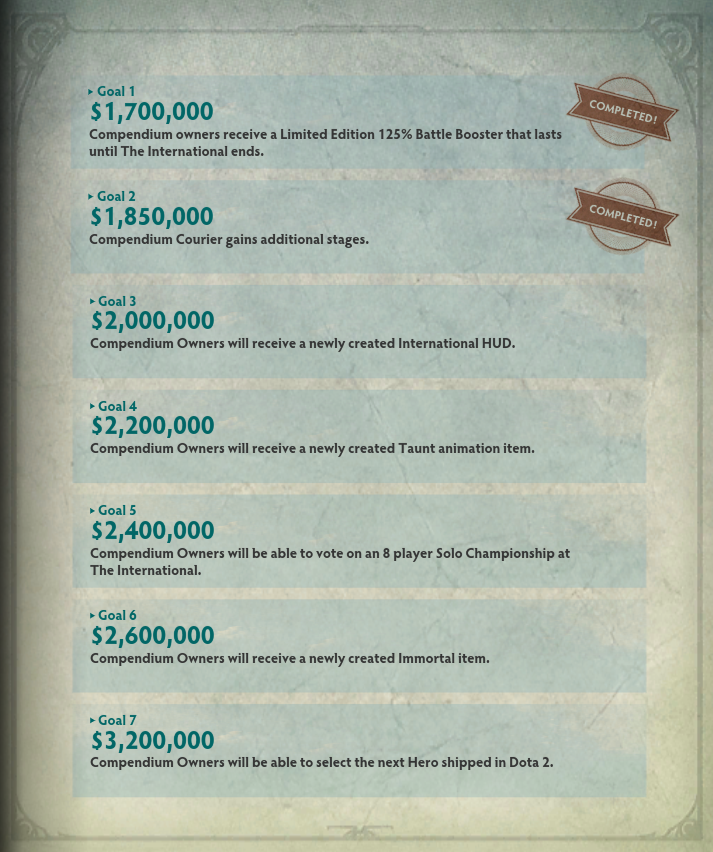 Goal 1
$1,700,000
COMPLETED!
Compendium owners receive a Limited Edition 125% Battle Booster that lasts
until The International ends.
Goal 2
$1,850,000
COMPLETED!
Compendium Courier gains additional stages.
Goal 3
$2,000,000
Compendium Owners will receive a newly created International HUD.
Goal 4
$2,200,000
Compendium Owners will receive a newly created Taunt animation item.
Goal 5
$2,400,000
Compendium Owners will be able to vote on an 8 player Solo Championship at
The International.
Goal 6
$2,600,000
Compendium Owners will receive a newly created Immortal item.
Goal 7
$3,200,000
Compendium Owners will be able to select the next Hero shipped in Dota 2.